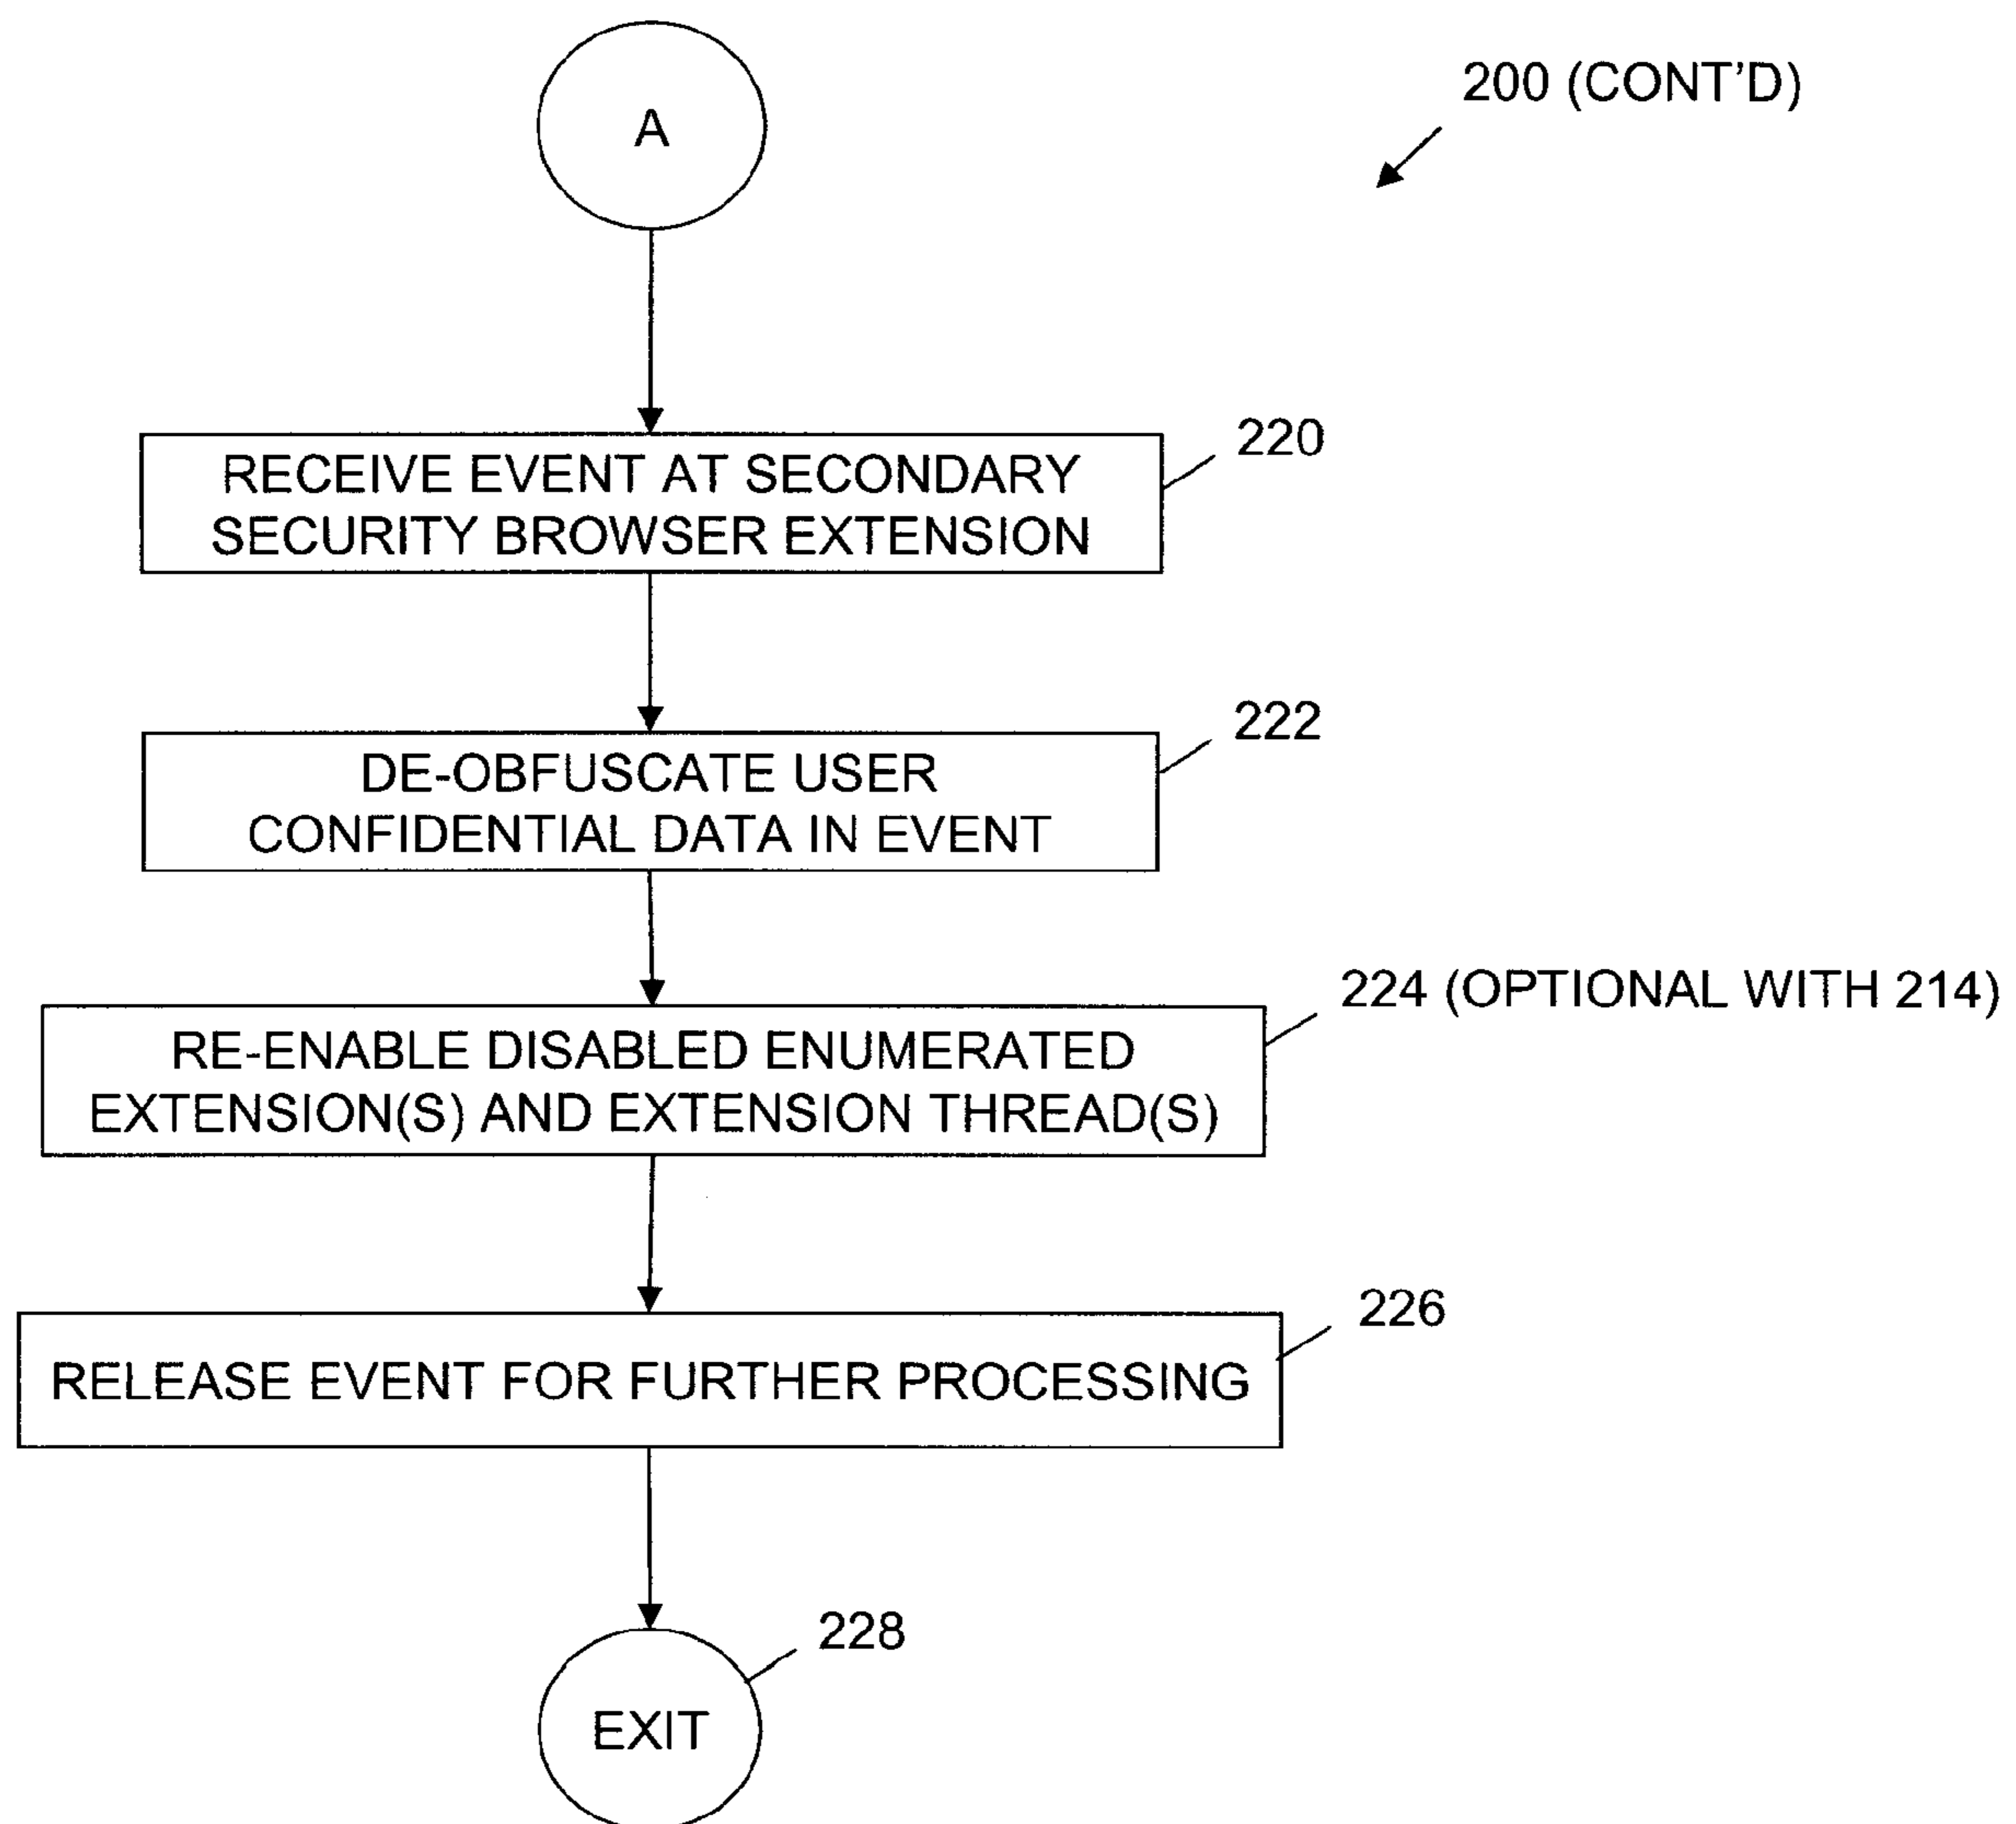 A
200 (CONT'D)
RECEIVE EVENT AT SECONDARY
SECURITY BROWSER EXTENSION
220
DE-OBFUSCATE USER
CONFIDENTIAL DATA IN EVENT
222
224 (OPTIONAL WITH 214)
RE-ENABLE DISABLED ENUMERATED
EXTENSION(S) AND EXTENSION THREAD(S)
226
RELEASE EVENT FOR FURTHER PROCESSING
228
EXIT